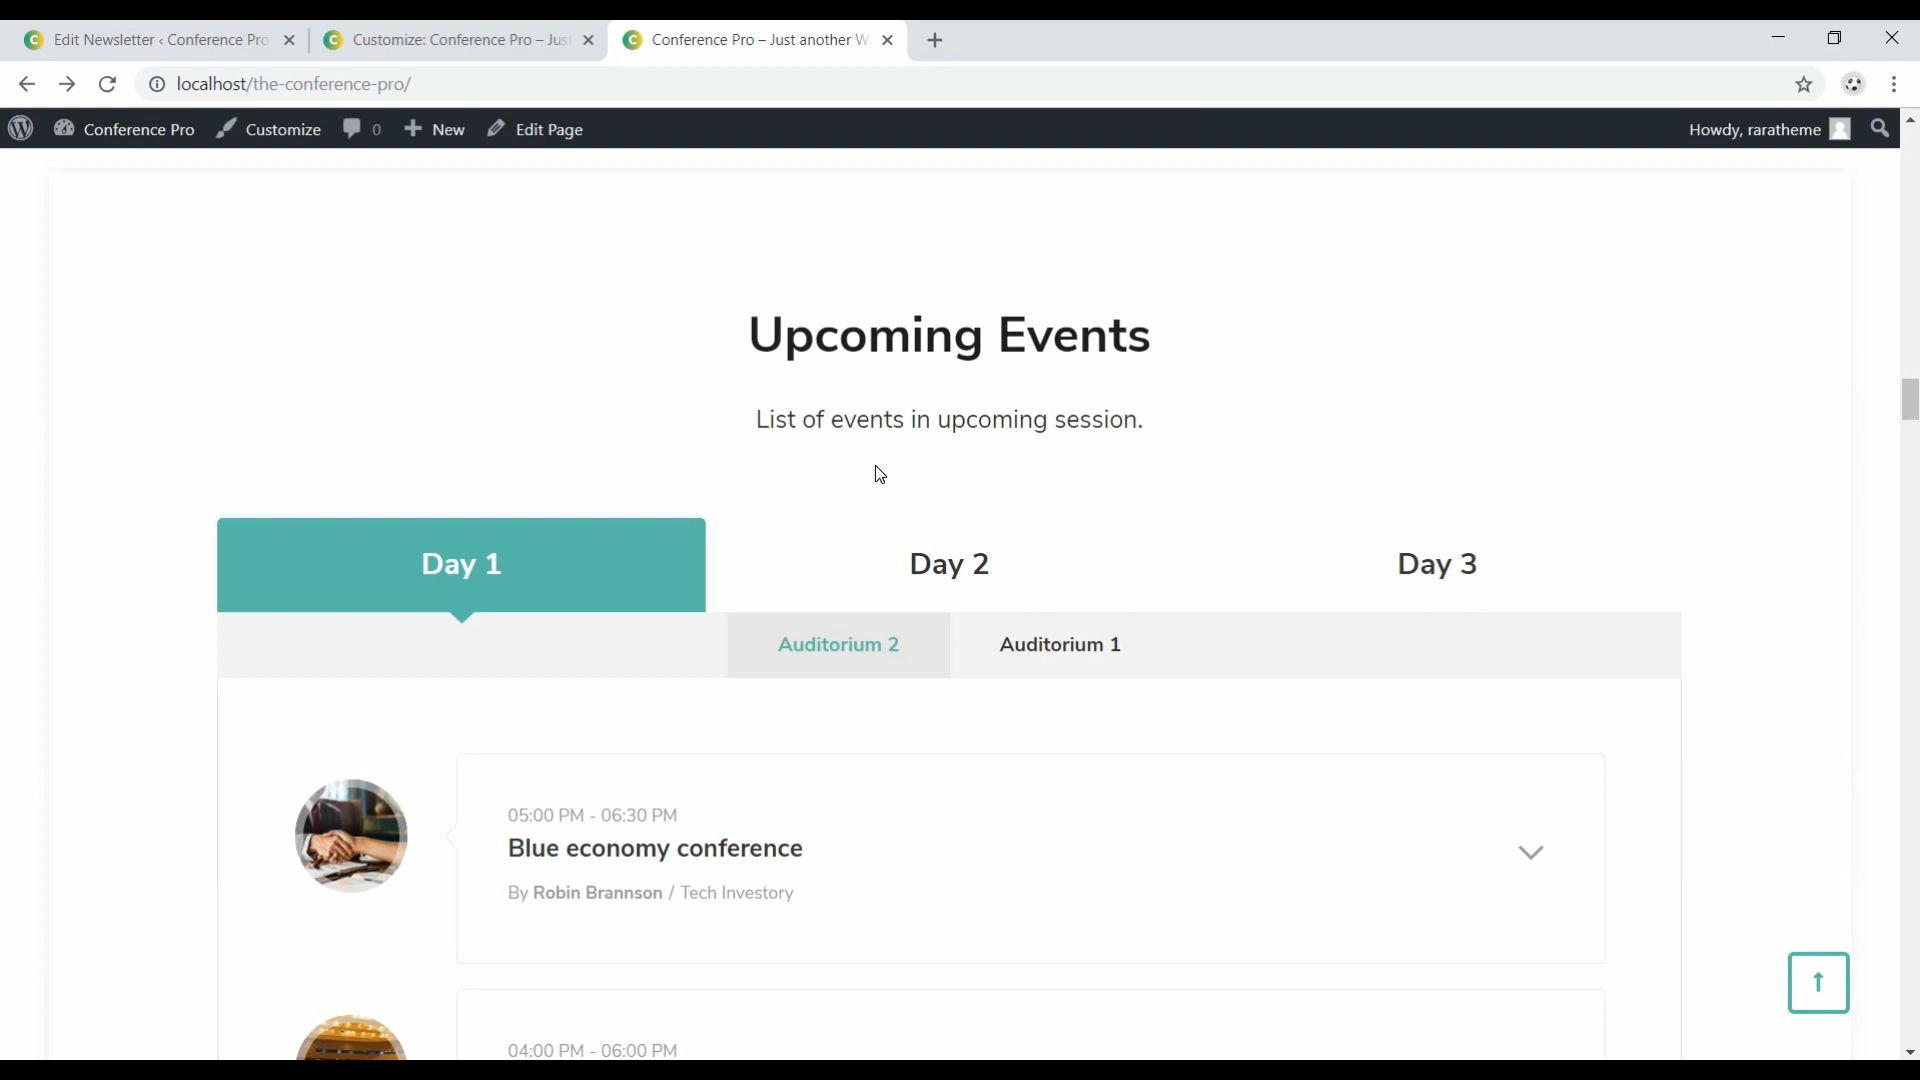 Edit Newsletter ‹ Conference Pro
Customize: Conference Pro – Jus
Conference Pro – Just another W
localhost/the-conference-pro/
Conference Pro
Customize
0
New
Edit Page
Howdy, raratheme
Upcoming Events
List of events in upcoming session.
Day 1
Day 2
Day 3
Auditorium 2
Auditorium 1
05:00 PM - 06:30 PM
Blue economy conference
By Robin Brannson / Tech Investory
04:00 PM - 06:00 PM